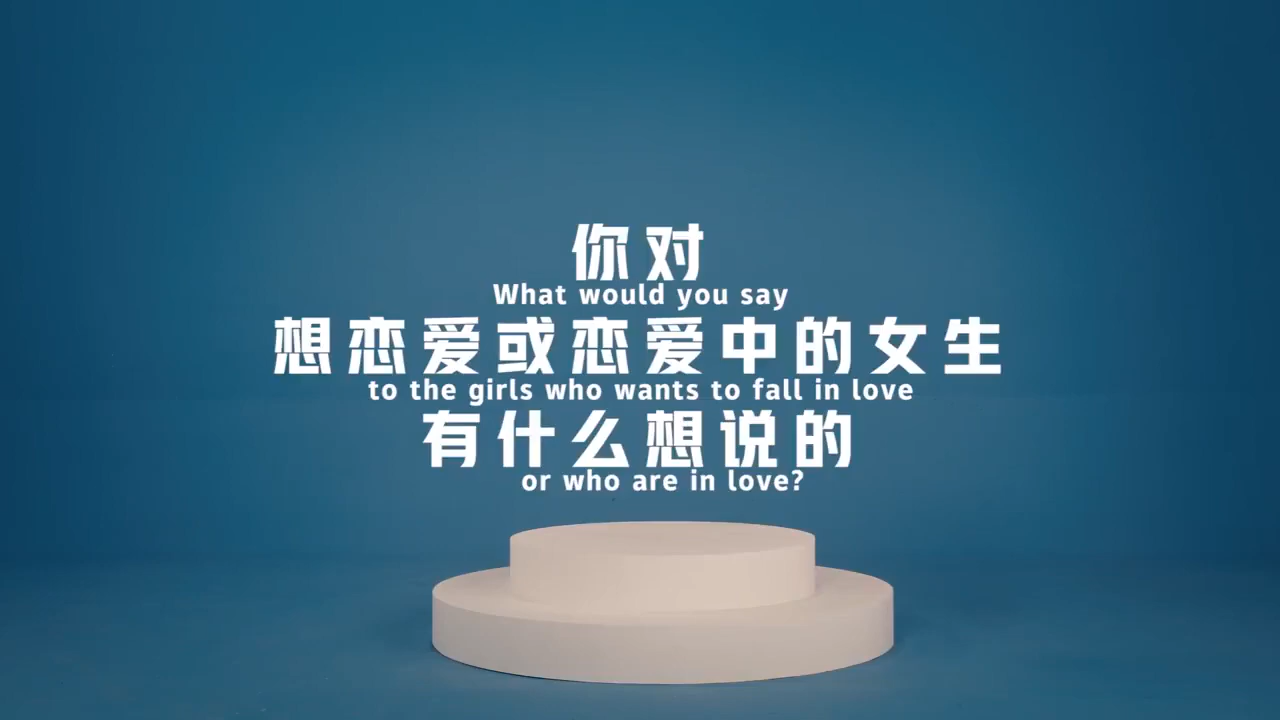 你对
What would you say
想恋爱或恋爱中的女生
to the girls who wants to fall in love
有什么想说的
or who are in love?